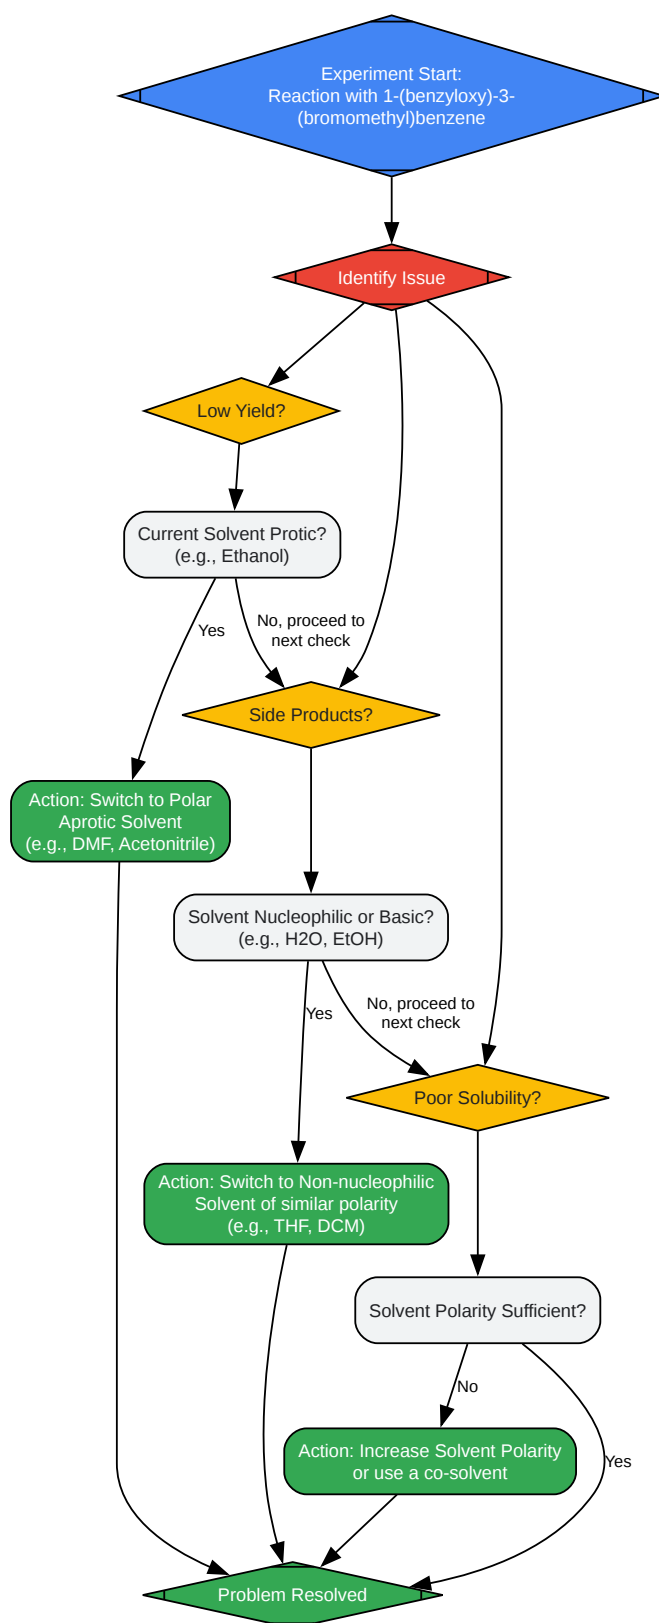 Experiment Start:
Reaction with 1-(benzyloxy)-3-
(bromomethyl)benzene
Identify Issue
Low Yield?
Current Solvent Protic?
(e.g., Ethanol)
Yes
No, proceed to
next check
Side Products?
Action: Switch to Polar
Aprotic Solvent
(e.g., DMF, Acetonitrile)
Solvent Nucleophilic or Basic?
(e.g., H2O, EtOH)
Yes
No, proceed to
next check
Poor Solubility?
Action: Switch to Non-nucleophilic
Solvent of similar polarity
(e.g., THF, DCM)
Solvent Polarity Sufficient?
No
Action: Increase Solvent Polarity
or use a co-solvent
Yes
Problem Resolved